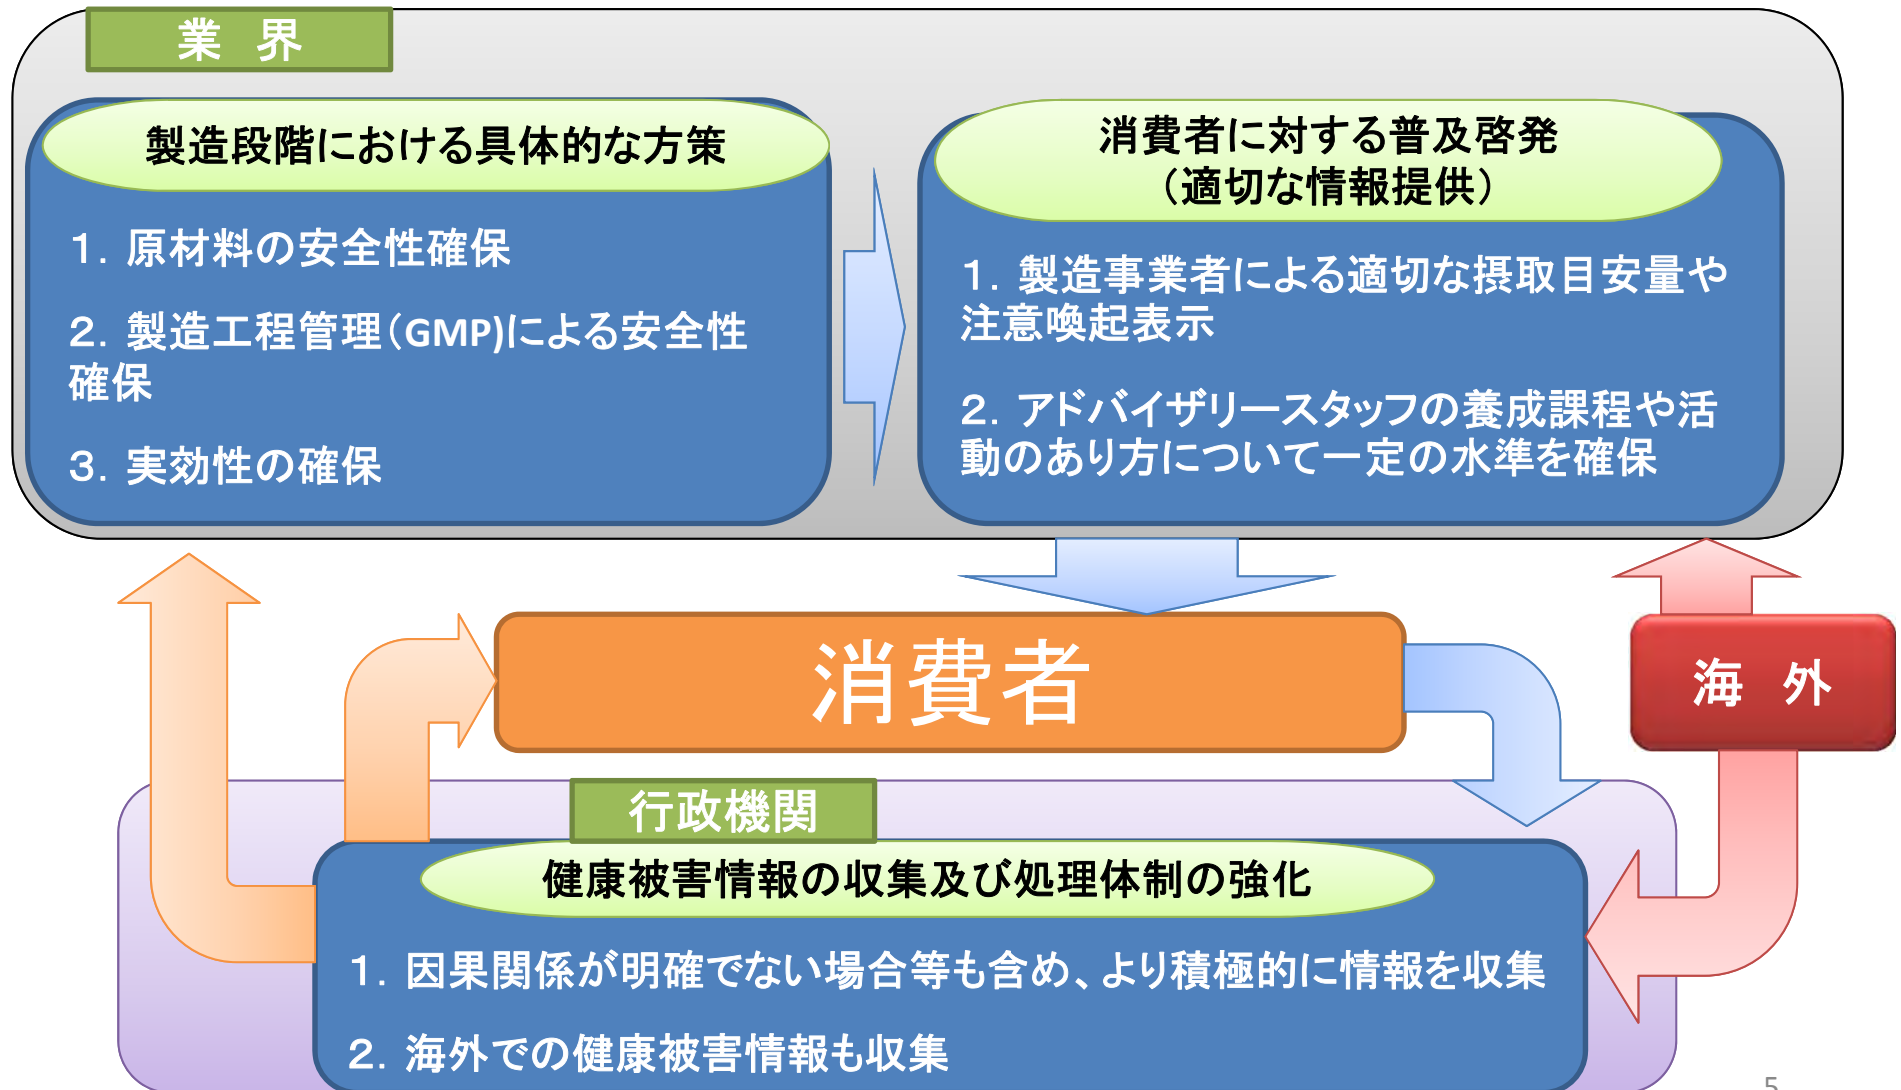 業　界
製造段階における具体的な方策
１．原材料の安全性確保
２．製造工程管理（GMP)による安全性
確保
３．実効性の確保
消費者に対する普及啓発
（適切な情報提供）
１．製造事業者による適切な摂取目安量や
注意喚起表示
２．アドバイザリースタッフの養成課程や活
動のあり方について一定の水準を確保
消費者
海　外
行政機関
健康被害情報の収集及び処理体制の強化
１．因果関係が明確でない場合等も含め、より積極的に情報を収集
２．海外での健康被害情報も収集
5